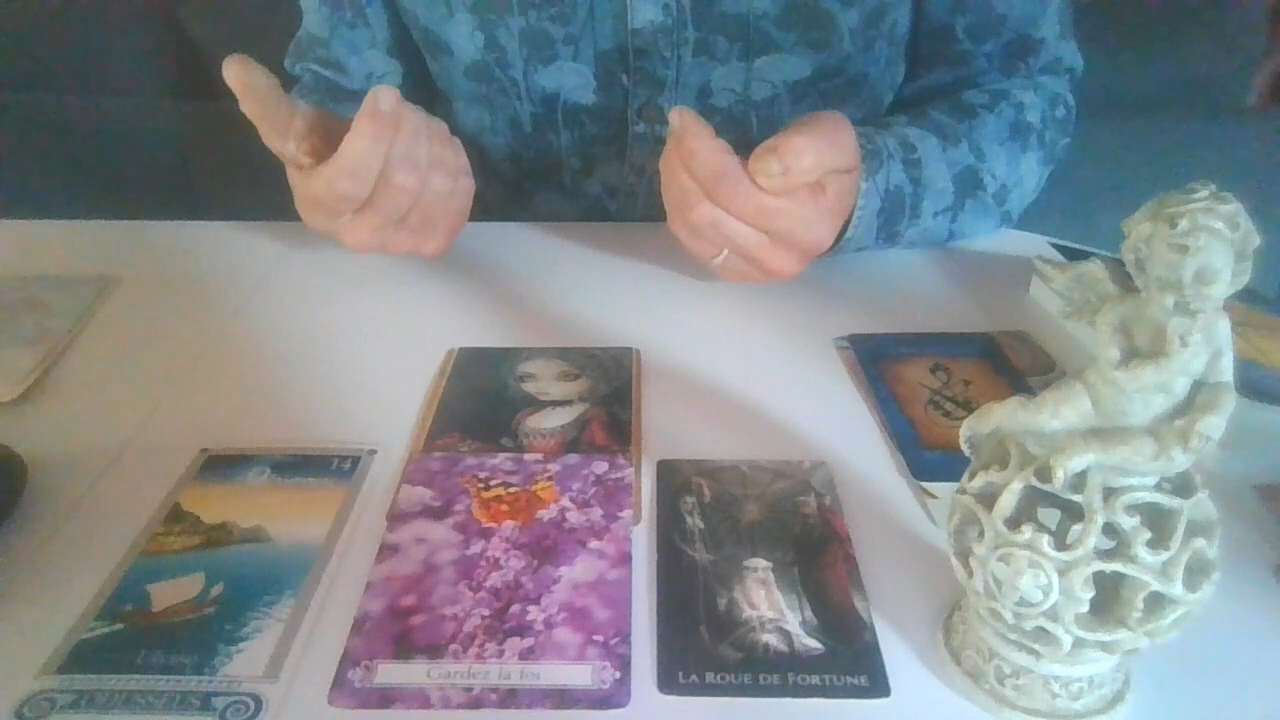 14
Ulysse
ODYSSEUS
Gardez la foi
LA ROUE DE FORTUNE